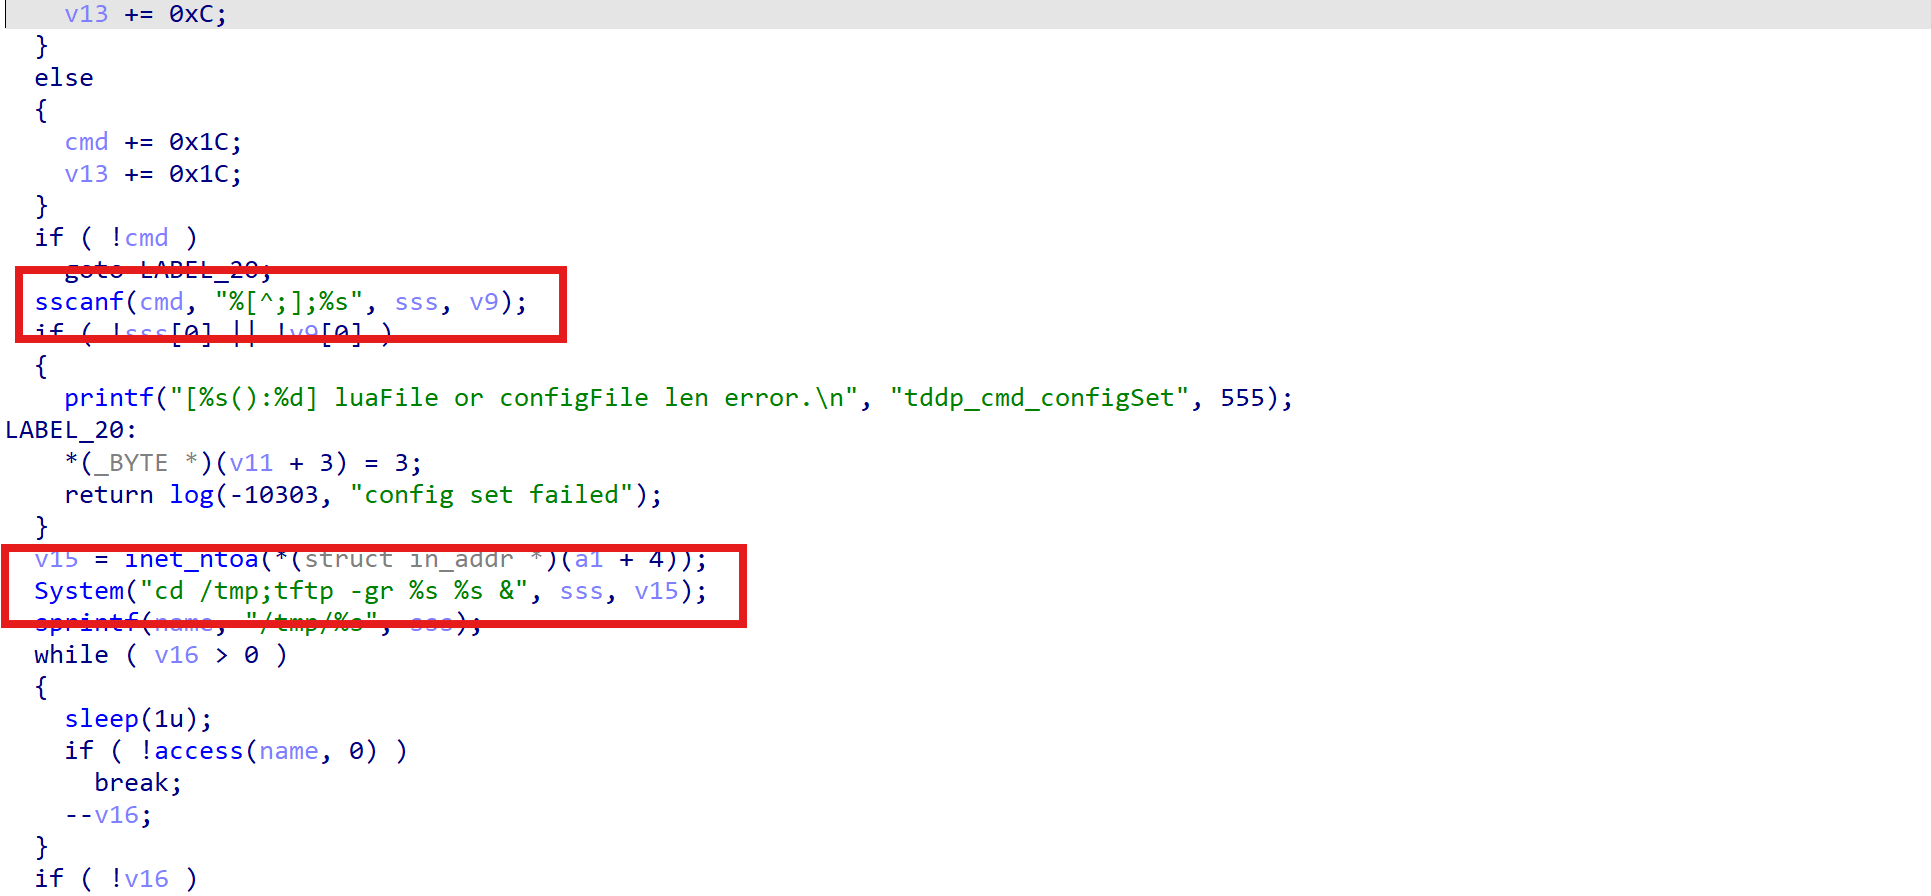 v13 += 0xC;
}
else
{
cmd += 0x1C;
v13 += 0x1C;
}
if ( !cmd )
goto LABEL_20;
sscanf(cmd, "%[^;];%s", sss, v9);
if ( !sss[0] || !v9[0] )
{
printf("[%s():%d] luaFile or configFile len error.\n", "tddp_cmd_configSet", 555);
LABEL_20:
*(_BYTE *)(v11 + 3) = 3;
return log(-10303, "config set failed");
}
v15 = inet_ntoa(*(struct in_addr *)(a1 + 4));
System("cd /tmp;tftp -gr %s %s &", sss, v15);
sprintf(name, "/tmp/%s", sss);
while ( v16 > 0 )
{
sleep(1u);
if ( !access(name, 0) )
break;
--v16;
}
if ( !v16 )